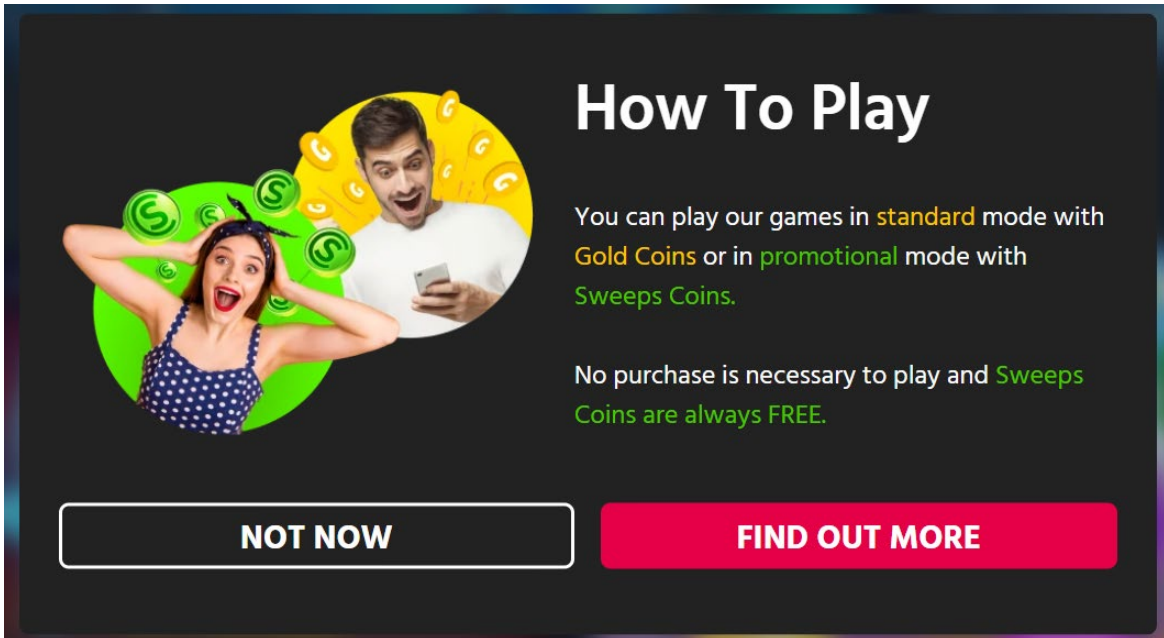 How To Play
You can play our games in standard mode with
Gold Coins or in promotional mode with
Sweeps Coins.
No purchase is necessary to play and Sweeps
Coins are always FREE.
NOT NOW
FIND OUT MORE